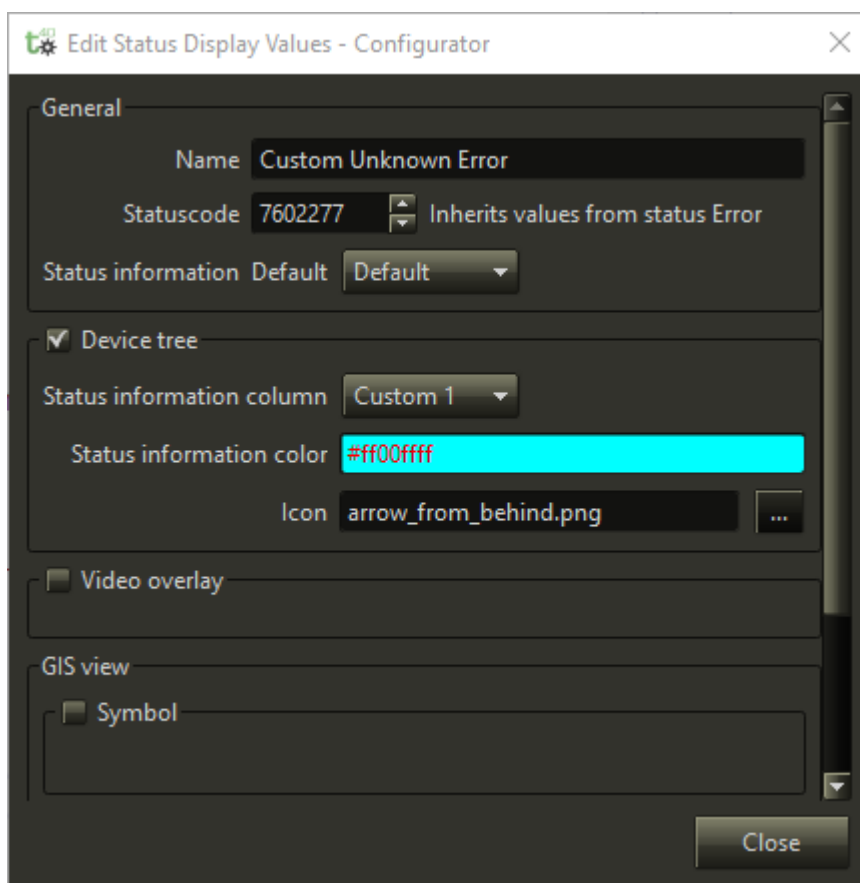 t40 Edit Status Display Values - Configurator
General
Name Custom Unknown Error
Statuscode 7602277 Inherits values from status Error
Status information Default Default
Device tree
Status information column Custom 1
Status information color #ff00ffff
Icon arrow_from_behind.png ...
Video overlay
GIS view
Symbol
Close